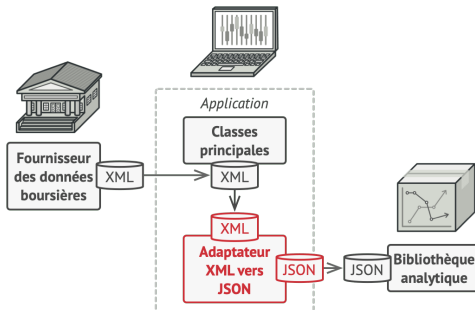 Application
Classes
principales
XML
Fournisseur
des données
boursières
XML
XML
Adaptateur
XML vers
JSON
JSON
JSON
Bibliothèque
analytique